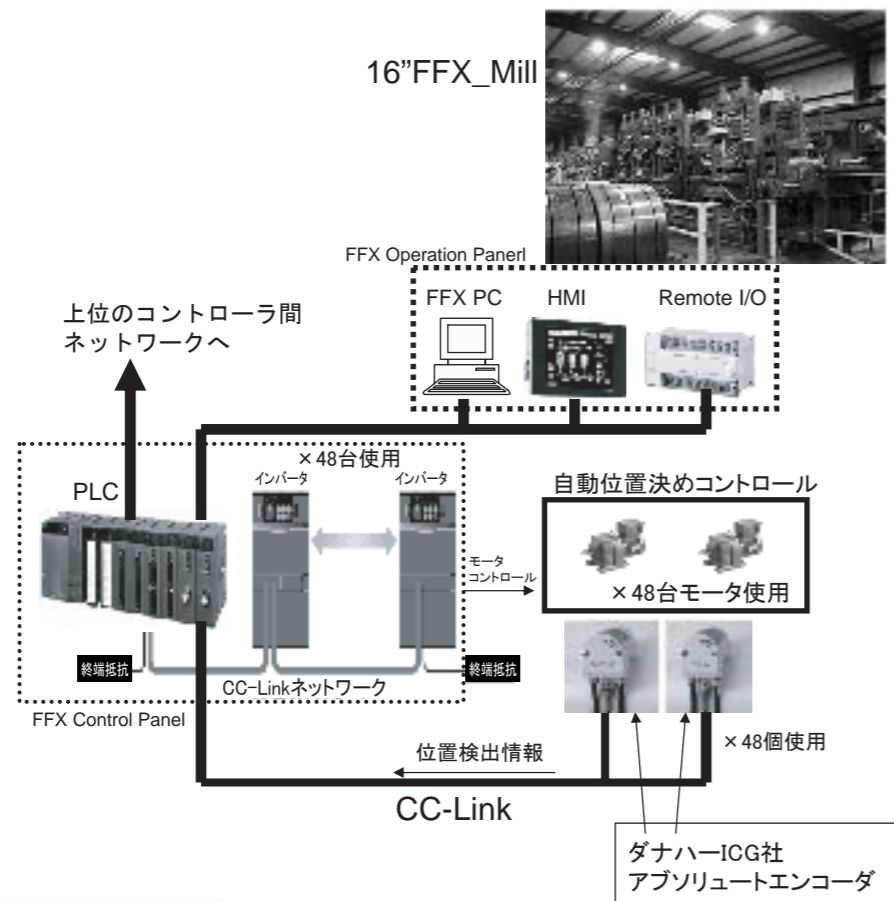 16”FFX_Mill
FFX Operation Panerl
FFX PC
HMI
Remote I/O
上位のコントローラ間
ネットワークへ
×48台使用
インバータ
インバータ
PLC
自動位置決めコントロール
モータ
コントロール
×48台モータ使用
終端抵抗
終端抵抗
CC-Linkネットワーク
FFX Control Panel
×48個使用
位置検出情報
CC-Link
ダナハーICG社
アブソリュートエンコーダ